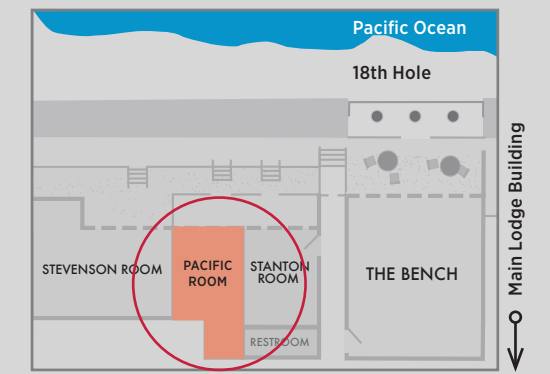 Pacific Ocean
18th Hole
Main Lodge Building
STEVENSON ROOM
PACIFIC
ROOM
STANTON
ROOM
THE BENCH
RESTROOM